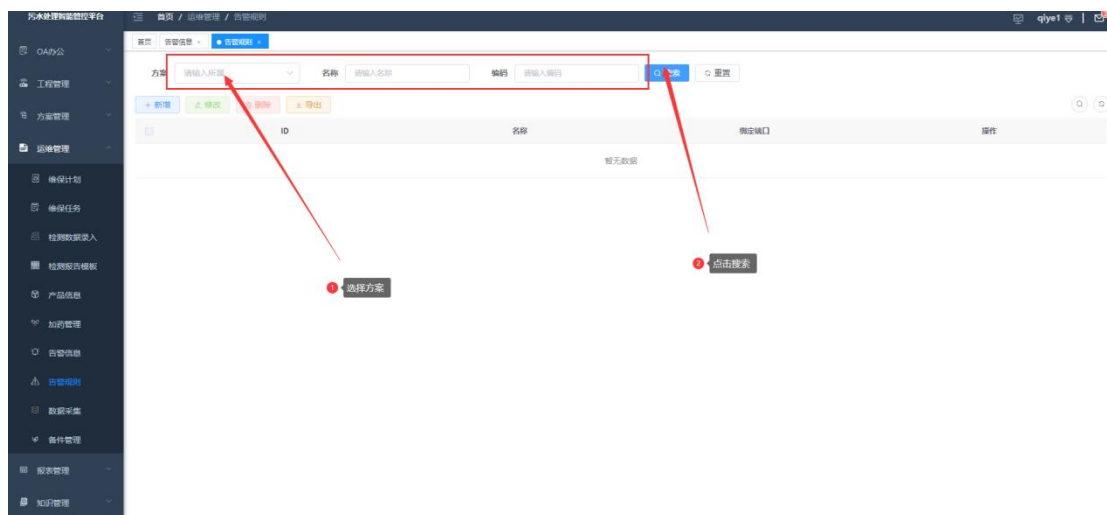 污水处理智能管控平台
首页 / 运维管理 / 告警规则
qiye1
首页 告警信息 × 告警规则 ×
OA办公
工程管理
方案管理
运维管理
维保计划
维保任务
检测数据录入
检测报告模板
产品信息
加药管理
告警信息
告警规则
数据采集
备件管理
报表管理
知识管理
方案 请输入所属 名称 请输入名称 编码 请输入编码 搜索 重置
+ 新增 修改 删除 导出
ID 名称 绑定端口 操作
暂无数据
1 选择方案
2 点击搜索